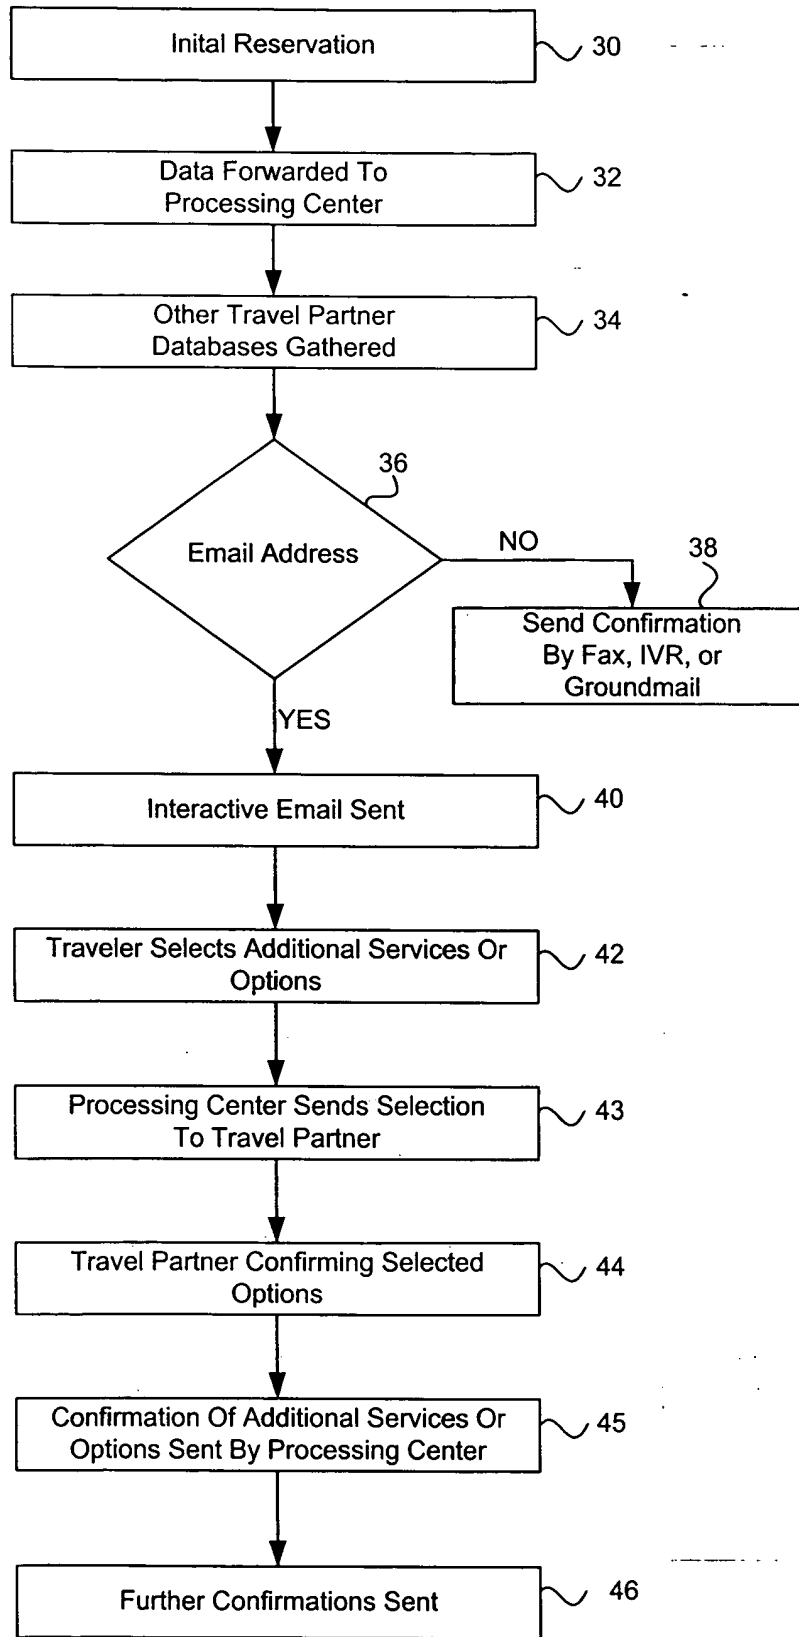 Inital Reservation
30
Data Forwarded To
Processing Center
32
Other Travel Partner
Databases Gathered
34
36
Email Address
NO
38
Send Confirmation
By Fax, IVR, or
Groundmail
YES
Interactive Email Sent
40
Traveler Selects Additional Services Or
Options
42
Processing Center Sends Selection
To Travel Partner
43
Travel Partner Confirming Selected
Options
44
Confirmation Of Additional Services Or
Options Sent By Processing Center
45
Further Confirmations Sent
46